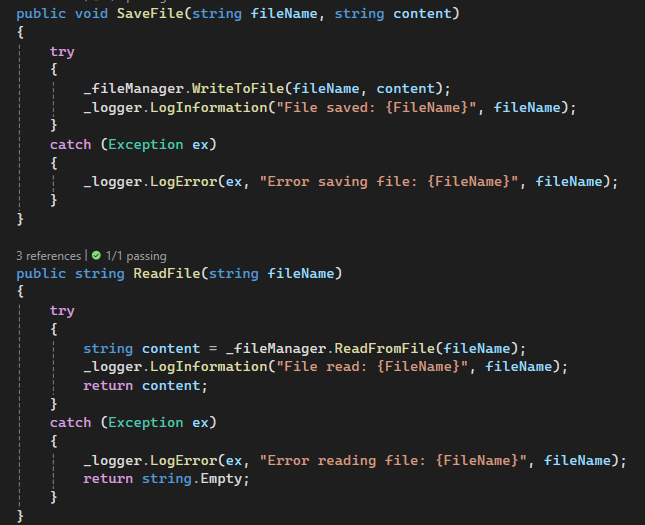 public void SaveFile(string fileName, string content)
{
    try
    {
        _fileManager.WriteToFile(fileName, content);
        _logger.LogInformation("File saved: {FileName}", fileName);
    }
    catch (Exception ex)
    {
        _logger.LogError(ex, "Error saving file: {FileName}", fileName);
    }
}
3 references | 1/1 passing
public string ReadFile(string fileName)
{
    try
    {
        string content = _fileManager.ReadFromFile(fileName);
        _logger.LogInformation("File read: {FileName}", fileName);
        return content;
    }
    catch (Exception ex)
    {
        _logger.LogError(ex, "Error reading file: {FileName}", fileName);
        return string.Empty;
    }
}